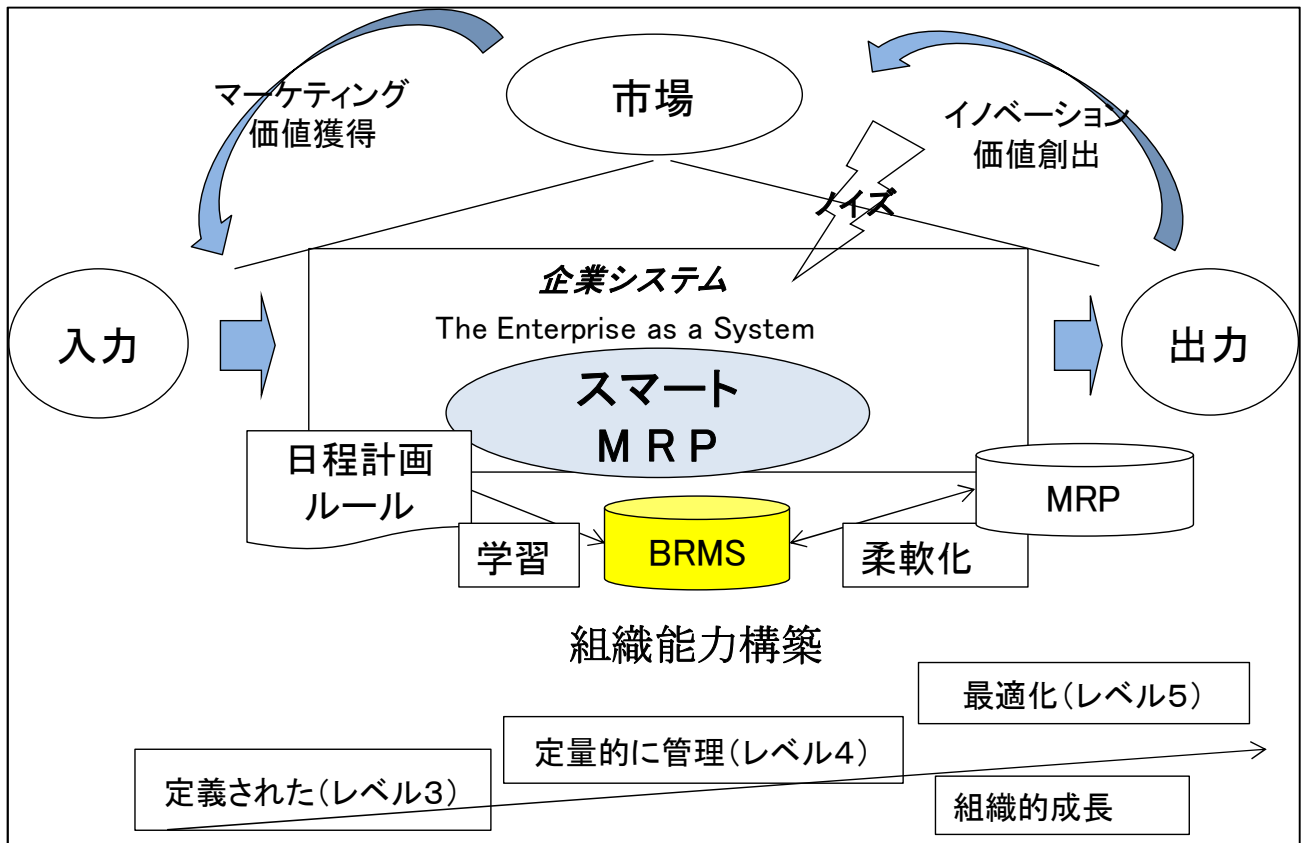 市場
マーケティング
価値獲得
イノベーション
価値創出
ノイズ
企業システム
The Enterprise as a System
入力
出力
スマート
ＭＲＰ
日程計画
ルール
MRP
学習
BRMS
柔軟化
組織能力構築
最適化（レベル５）
定量的に管理（レベル４）
定義された（レベル３）
組織的成長